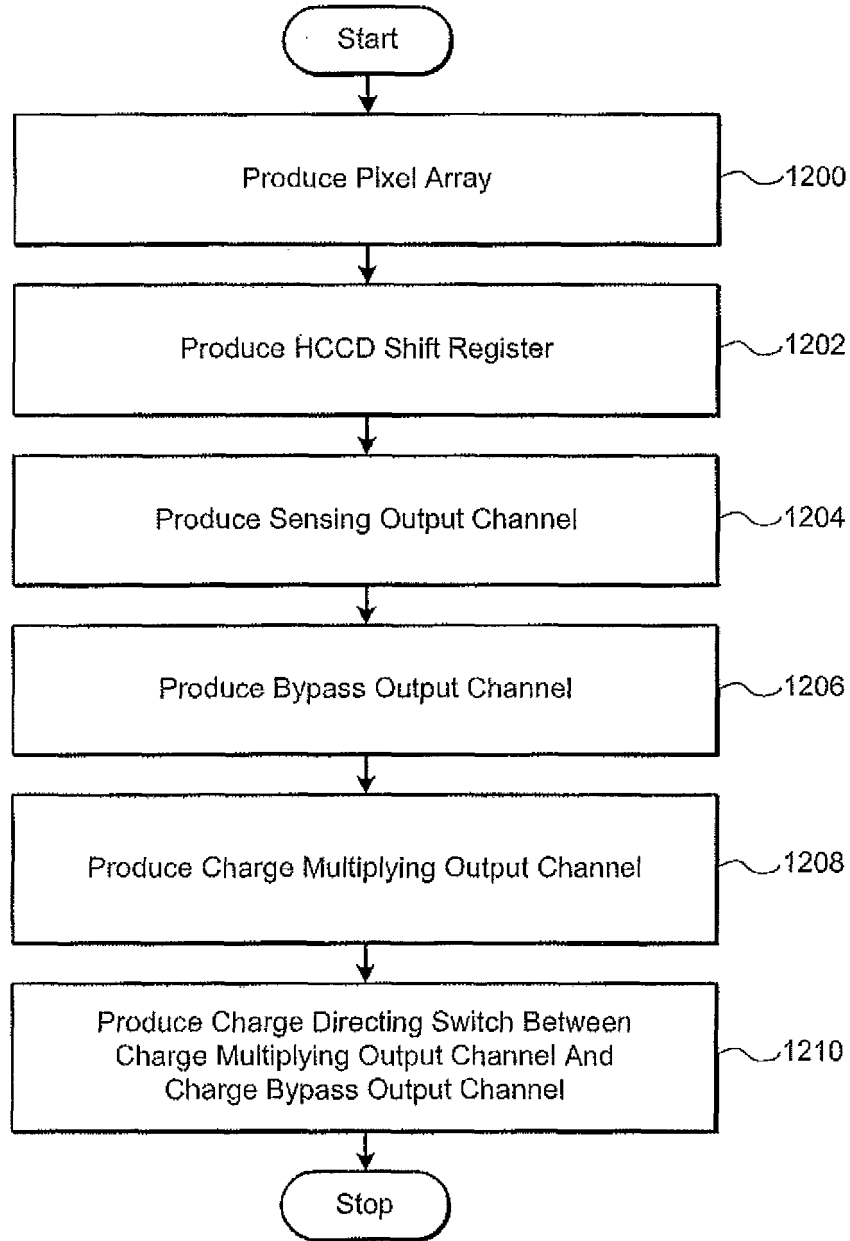 Start
Produce Pixel Array
1200
Produce HCCD Shift Register
1202
Produce Sensing Output Channel
1204
Produce Bypass Output Channel
1206
Produce Charge Multiplying Output Channel
1208
Produce Charge Directing Switch Between
Charge Multiplying Output Channel And
Charge Bypass Output Channel
1210
Stop